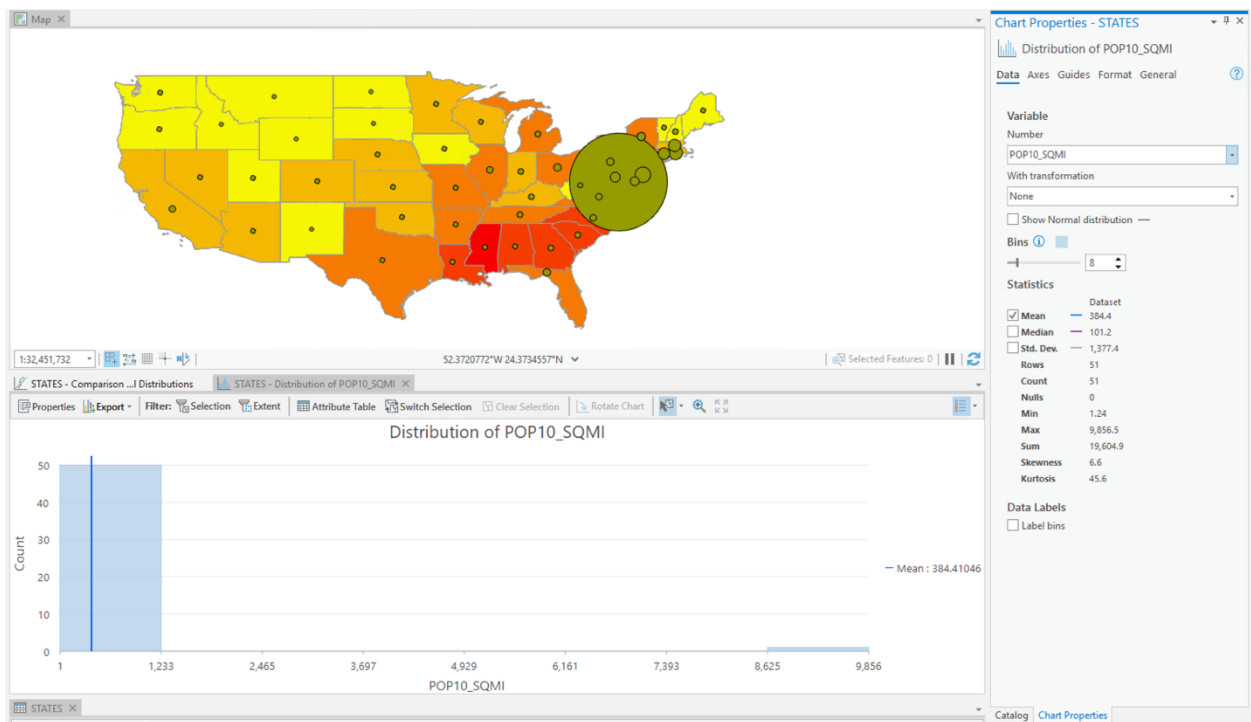 Map
1:32,451,732
52.3720772°W 24.3734557°N
Selected Features: 0
STATES - Comparison ...l Distributions
STATES - Distribution of POP10_SQMI
Properties Export Filter: Selection Extent Attribute Table Switch Selection Clear Selection Rotate Chart
Distribution of POP10_SQMI
50
40
30
20
10
0
Count
1 1,233 2,465 3,697 4,929 6,161 7,393 8,625 9,856
POP10_SQMI
Mean : 384.41046
STATES
Chart Properties - STATES
Distribution of POP10_SQMI
Data Axes Guides Format General
Variable
Number
POP10_SQMI
With transformation
None
Show Normal distribution
Bins
8
Statistics
Dataset
Mean 384.4
Median 101.2
Std. Dev. 1,377.4
Rows 51
Count 51
Nulls 0
Min 1.24
Max 9,856.5
Sum 19,604.9
Skewness 6.6
Kurtosis 45.6
Data Labels
Label bins
Catalog Chart Properties